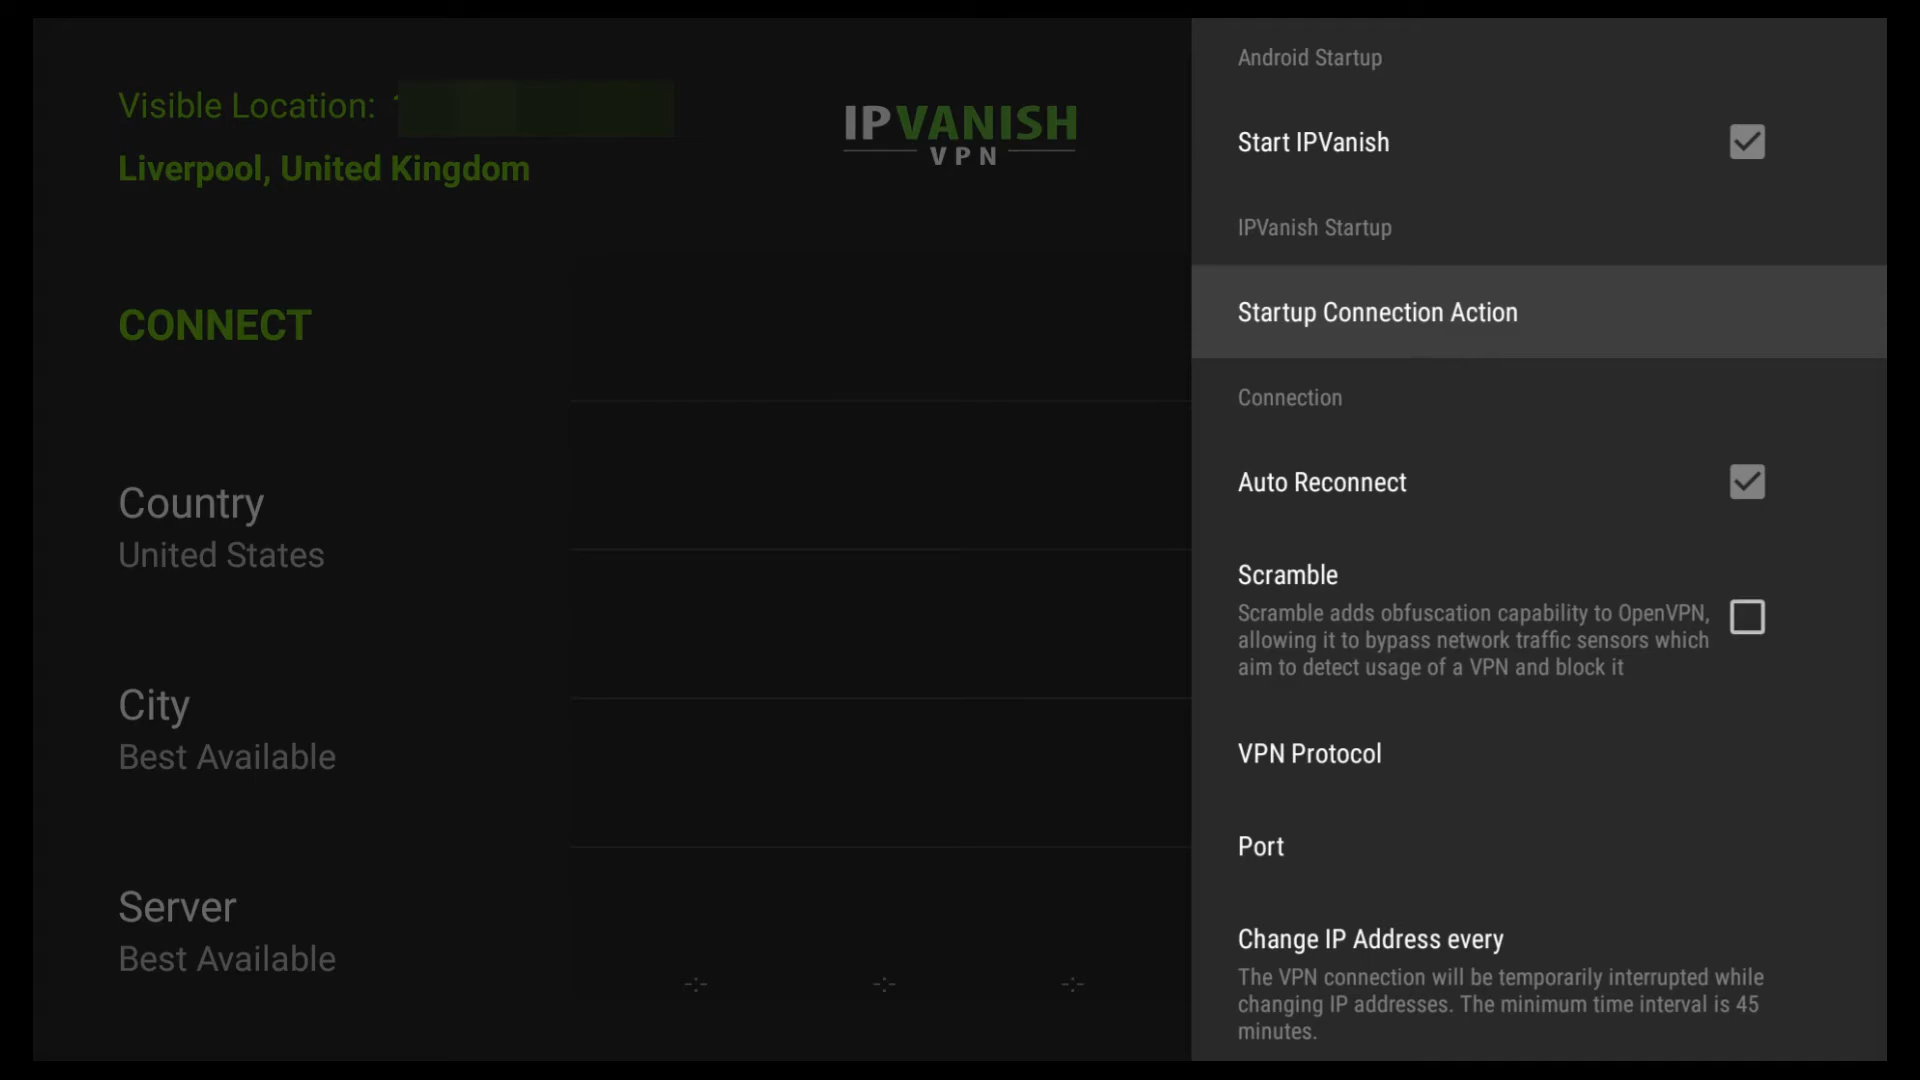 Visible Location:
Liverpool, United Kingdom
IPVANISH
VPN
CONNECT
Country
United States
City
Best Available
Server
Best Available
-:-
-:-
-:-
Android Startup
Start IPVanish
IPVanish Startup
Startup Connection Action
Connection
Auto Reconnect
Scramble
Scramble adds obfuscation capability to OpenVPN,
allowing it to bypass network traffic sensors which
aim to detect usage of a VPN and block it
VPN Protocol
Port
Change IP Address every
The VPN connection will be temporarily interrupted while
changing IP addresses. The minimum time interval is 45
minutes.